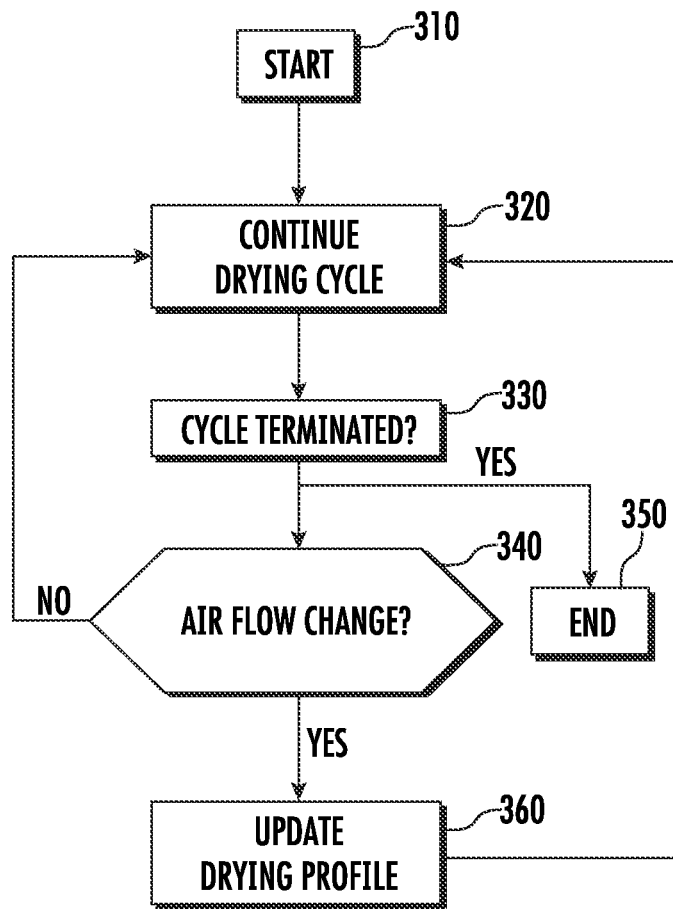 310
START
320
CONTINUE
DRYING CYCLE
330
CYCLE TERMINATED?
YES
350
340
NO
AIR FLOW CHANGE?
END
YES
360
UPDATE
DRYING PROFILE